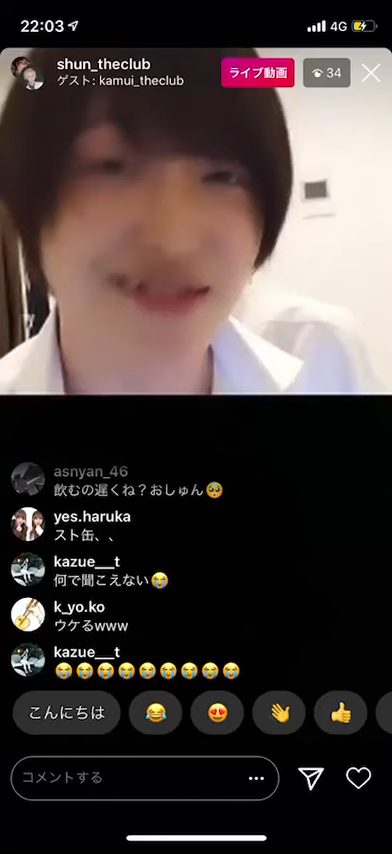 22:03
4G
shun_theclub
ゲスト: kamui_theclub
ライブ動画
34
asnyan_46
飲むの遅くね？おしゅん🥺
yes.haruka
スト缶、、
kazue__t
何で聞こえない😭
k_yo.ko
ウケるwww
kazue__t
😭😭😭😭😭😭😭😭😭
こんにちは 😂 😍 👋 👍
コメントする